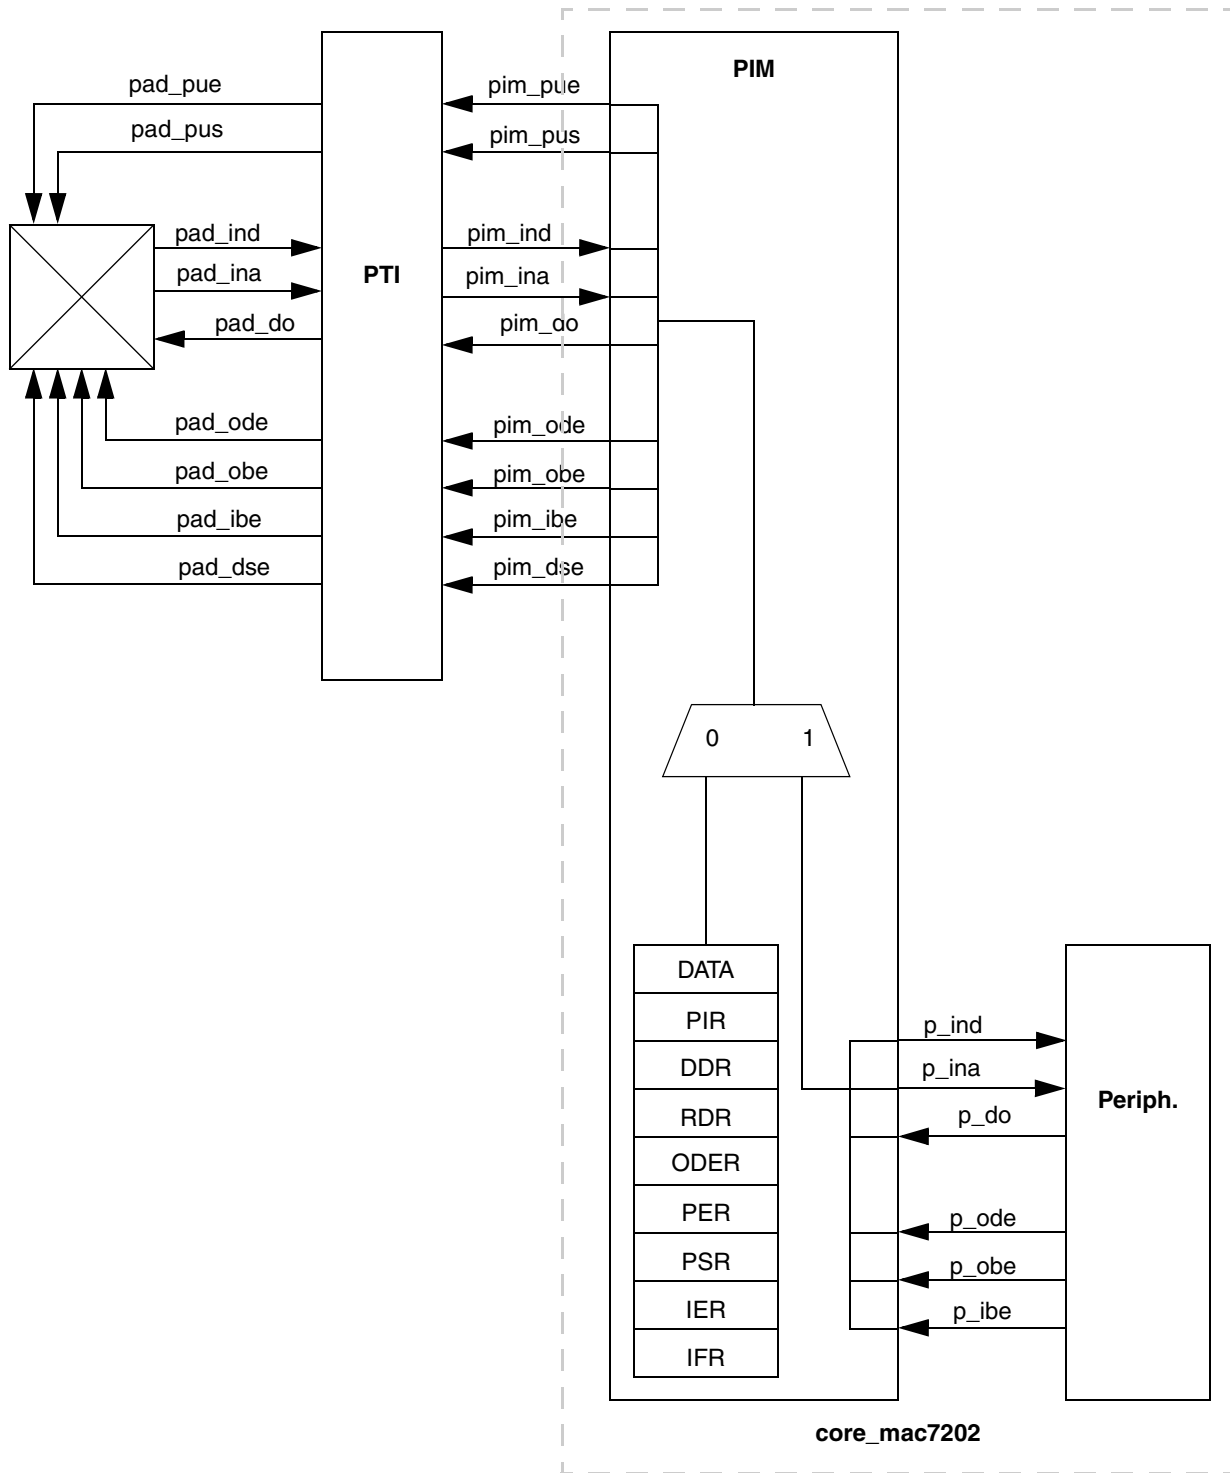 PIM
pad_pue
pim_pue
pad_pus
pim_pus
pad_ind
pim_ind
pad_ina
PTI
pim_ina
pad_do
pim_do
pad_ode
pim_ode
pad_obe
pim_obe
pad_ibe
pim_ibe
pad_dse
pim_dse
0 1
DATA
PIR
DDR
RDR
ODER
PER
PSR
IER
IFR
p_ind
p_ina
p_do
p_ode
p_obe
p_ibe
Periph.
core_mac7202